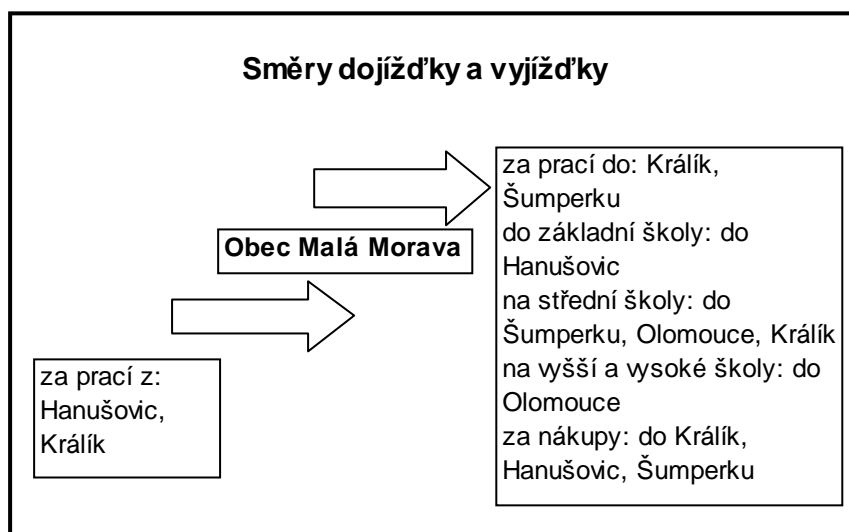 Směry dojížďky a vyjížďky
za prací do: Králík,
Šumperku
do základní školy: do
Hanušovic
na střední školy: do
Šumperku, Olomouce, Králík
na vyšší a vysoké školy: do
Olomouce
za nákupy: do Králík,
Hanušovic, Šumperku
Obec Malá Morava
za prací z:
Hanušovic,
Králík